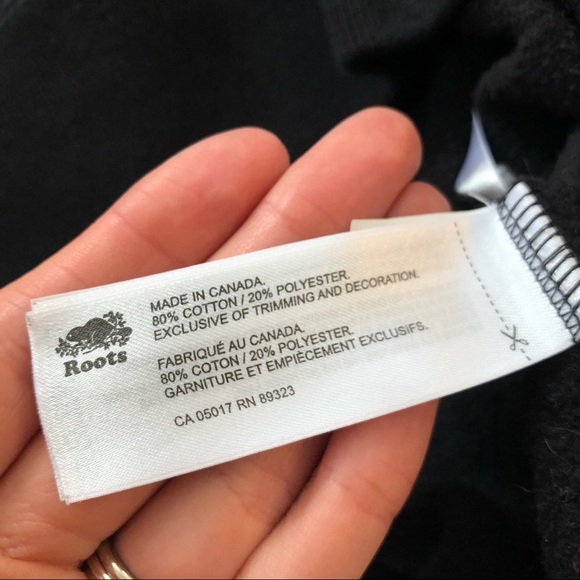 Roots
MADE IN CANADA.
80% COTTON / 20% POLYESTER.
EXCLUSIVE OF TRIMMING AND DECORATION.
FABRIQUÉ AU CANADA.
80% COTON / 20% POLYESTER.
GARNITURE ET EMPIÈCEMENT EXCLUSIFS.
CA 05017 RN 89323